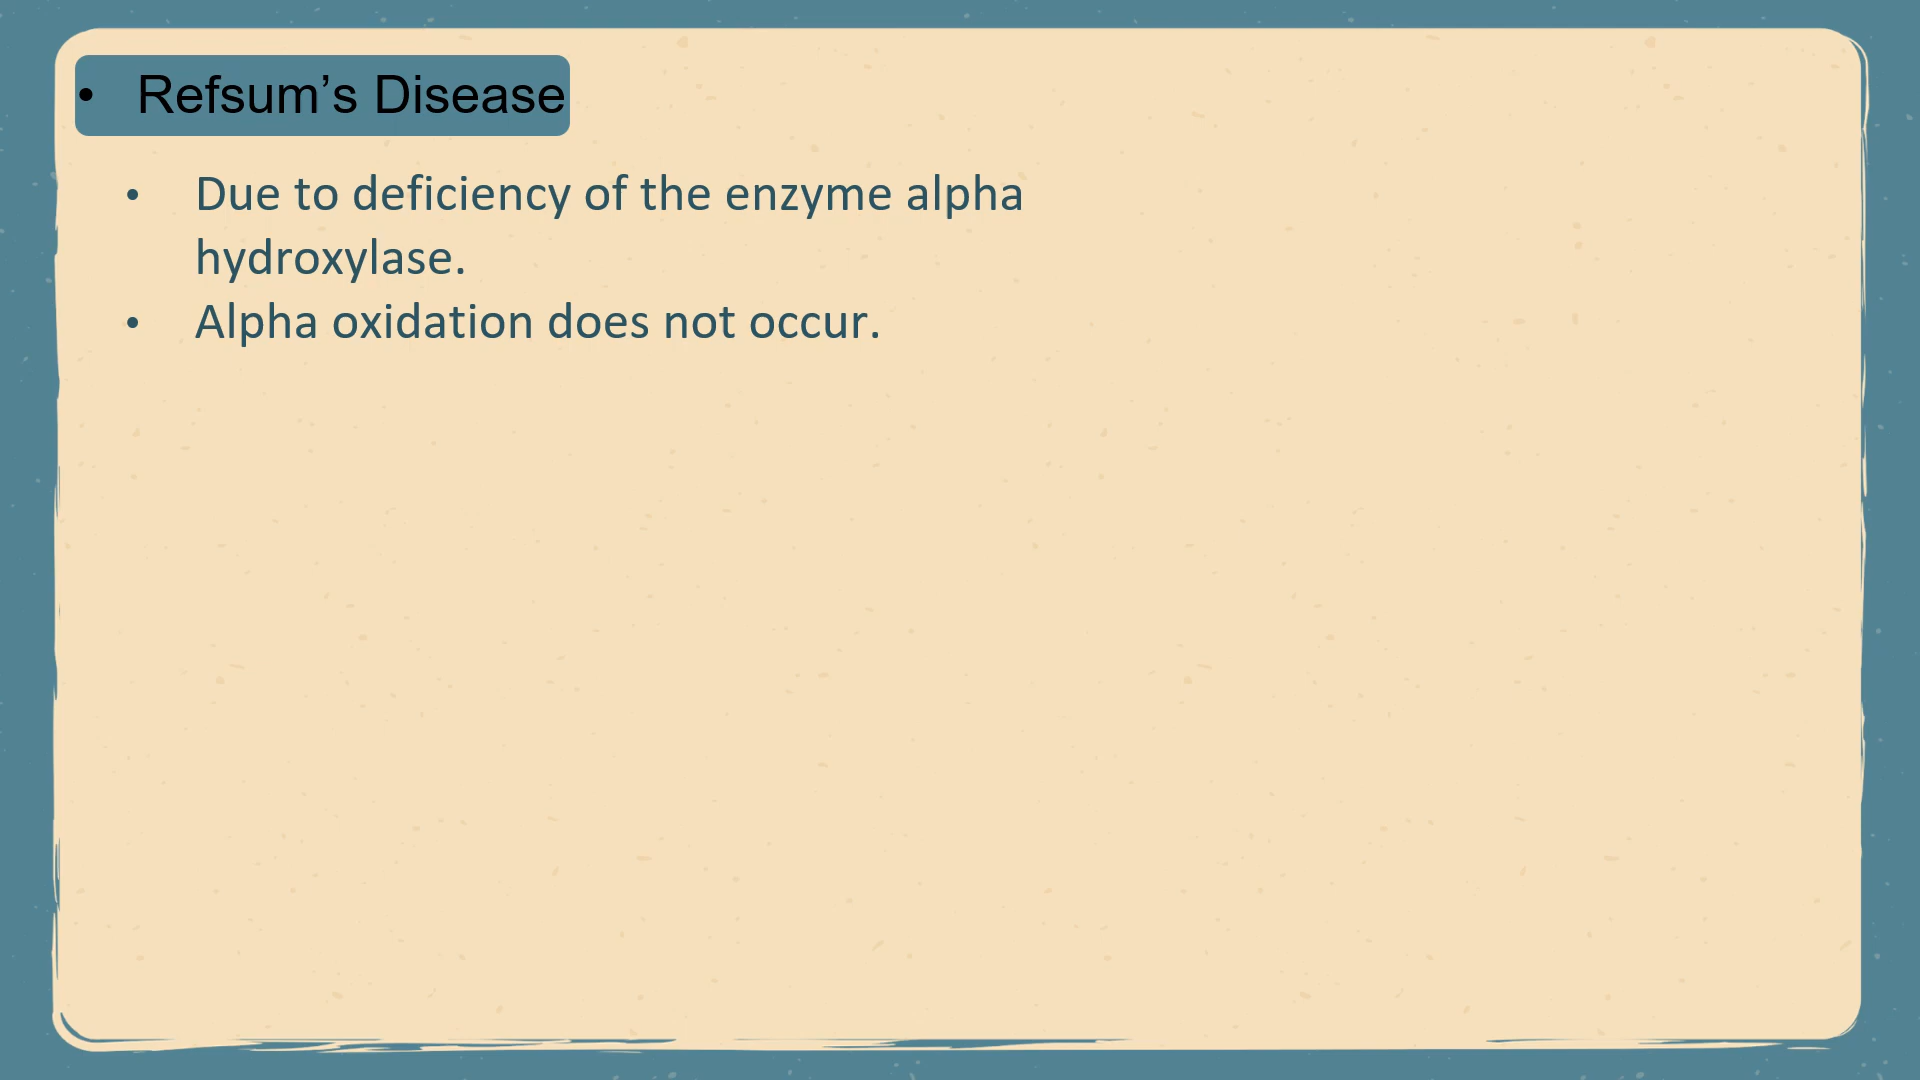 • Refsum’s Disease
• Due to deficiency of the enzyme alpha
hydroxylase.
• Alpha oxidation does not occur.